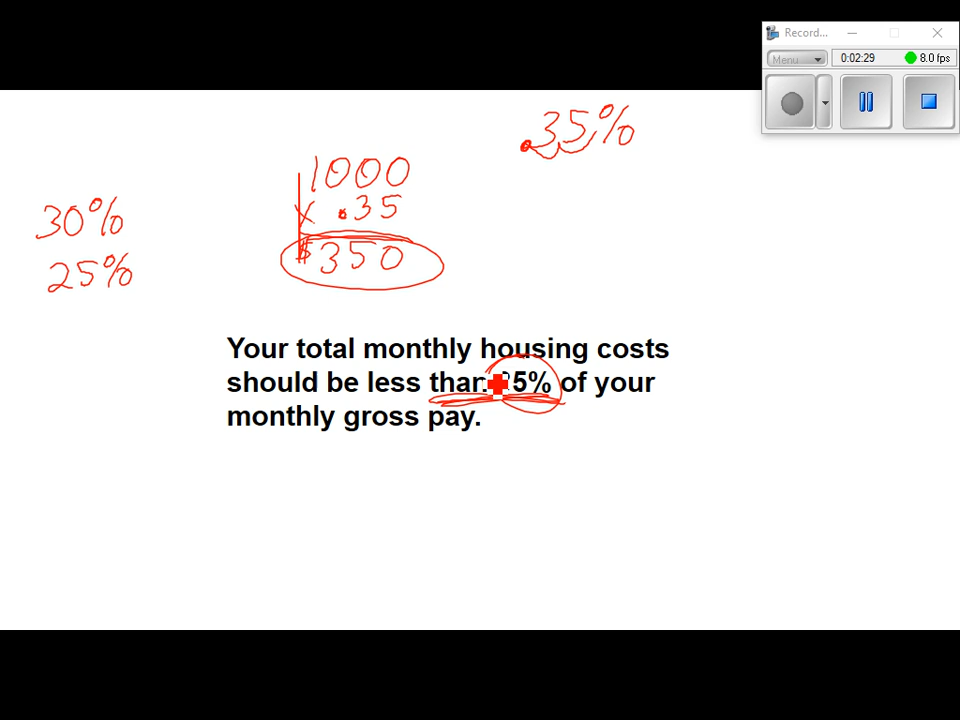 Record...
Menu
0:02:29
8.0 fps
.35%
1000
x .35
$350
30%
25%
Your total monthly housing costs
should be less than 35% of your
monthly gross pay.